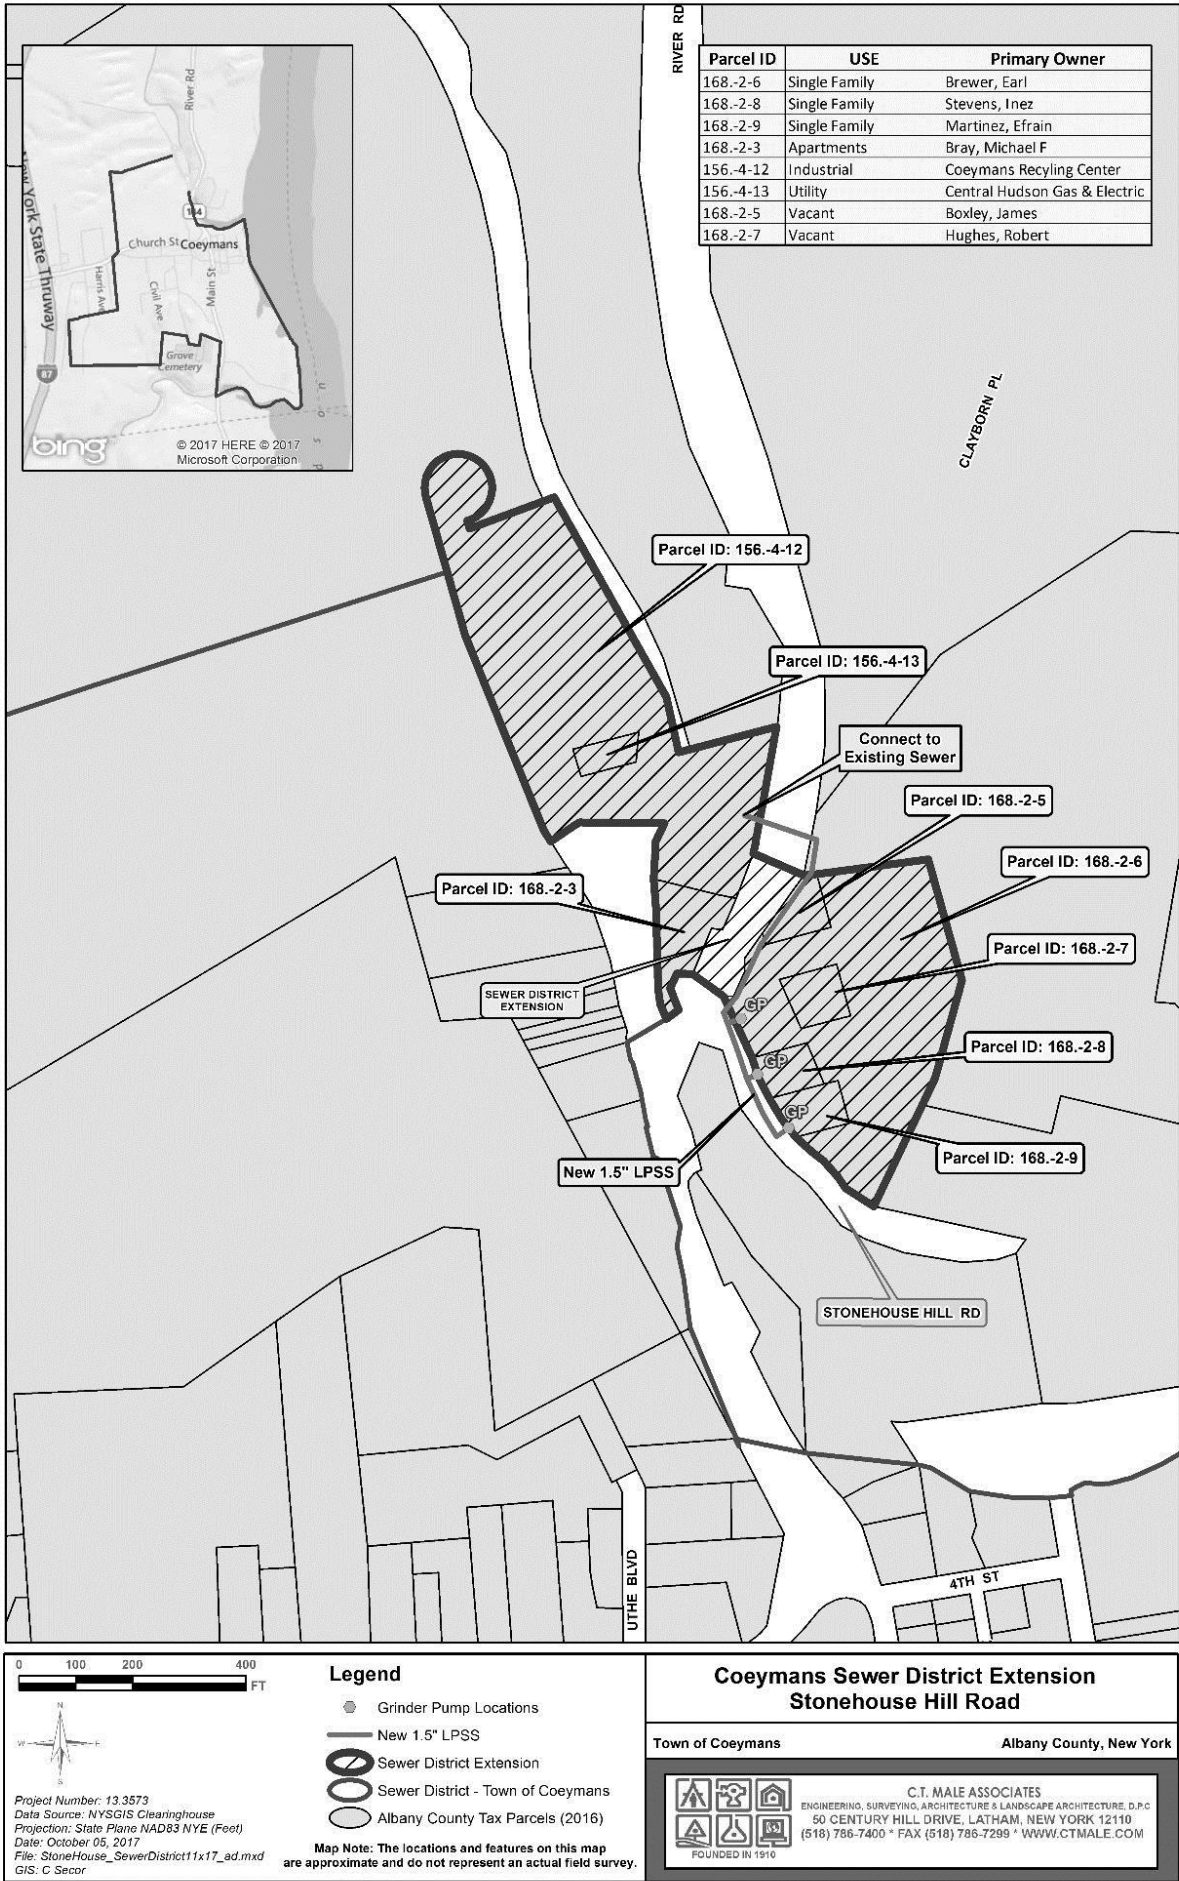 RIVER RD
Parcel ID USE Primary Owner
168.-2-6 Single Family Brewer, Earl
168.-2-8 Single Family Stevens, Inez
168.-2-9 Single Family Martinez, Efrain
168.-2-3 Apartments Bray, Michael F
156.-4-12 Industrial Coeymans Recyling Center
156.-4-13 Utility Central Hudson Gas & Electric
168.-2-5 Vacant Boxley, James
168.-2-7 Vacant Hughes, Robert
River Rd
New York State Thruway
144
Church St
Coeymans
Harris Ave
Civil Ave
Main St
Grove
Cemetery
87
bing
© 2017 HERE © 2017
Microsoft Corporation
CLAYBORN PL
Parcel ID: 156.-4-12
Parcel ID: 156.-4-13
Connect to
Existing Sewer
Parcel ID: 168.-2-5
Parcel ID: 168.-2-6
Parcel ID: 168.-2-3
Parcel ID: 168.-2-7
SEWER DISTRICT
EXTENSION
GP
Parcel ID: 168.-2-8
GP
GP
Parcel ID: 168.-2-9
New 1.5" LPSS
STONEHOUSE HILL RD
UTHE BLVD
4TH ST
0 100 200 400
FT
N
W E
S
Project Number: 13.3573
Data Source: NYSGIS Clearinghouse
Projection: State Plane NAD83 NYE (Feet)
Date: October 05, 2017
File: StoneHouse_SewerDistrict11x17_ad.mxd
GIS: C Secor
Legend
Grinder Pump Locations
New 1.5" LPSS
Sewer District Extension
Sewer District - Town of Coeymans
Albany County Tax Parcels (2016)
Map Note: The locations and features on this map
are approximate and do not represent an actual field survey.
Coeymans Sewer District Extension
Stonehouse Hill Road
Town of Coeymans Albany County, New York
FOUNDED IN 1910
C.T. MALE ASSOCIATES
ENGINEERING, SURVEYING, ARCHITECTURE & LANDSCAPE ARCHITECTURE, D.P.C
50 CENTURY HILL DRIVE, LATHAM, NEW YORK 12110
(518) 786-7400 * FAX (518) 786-7299 * WWW.CTMALE.COM